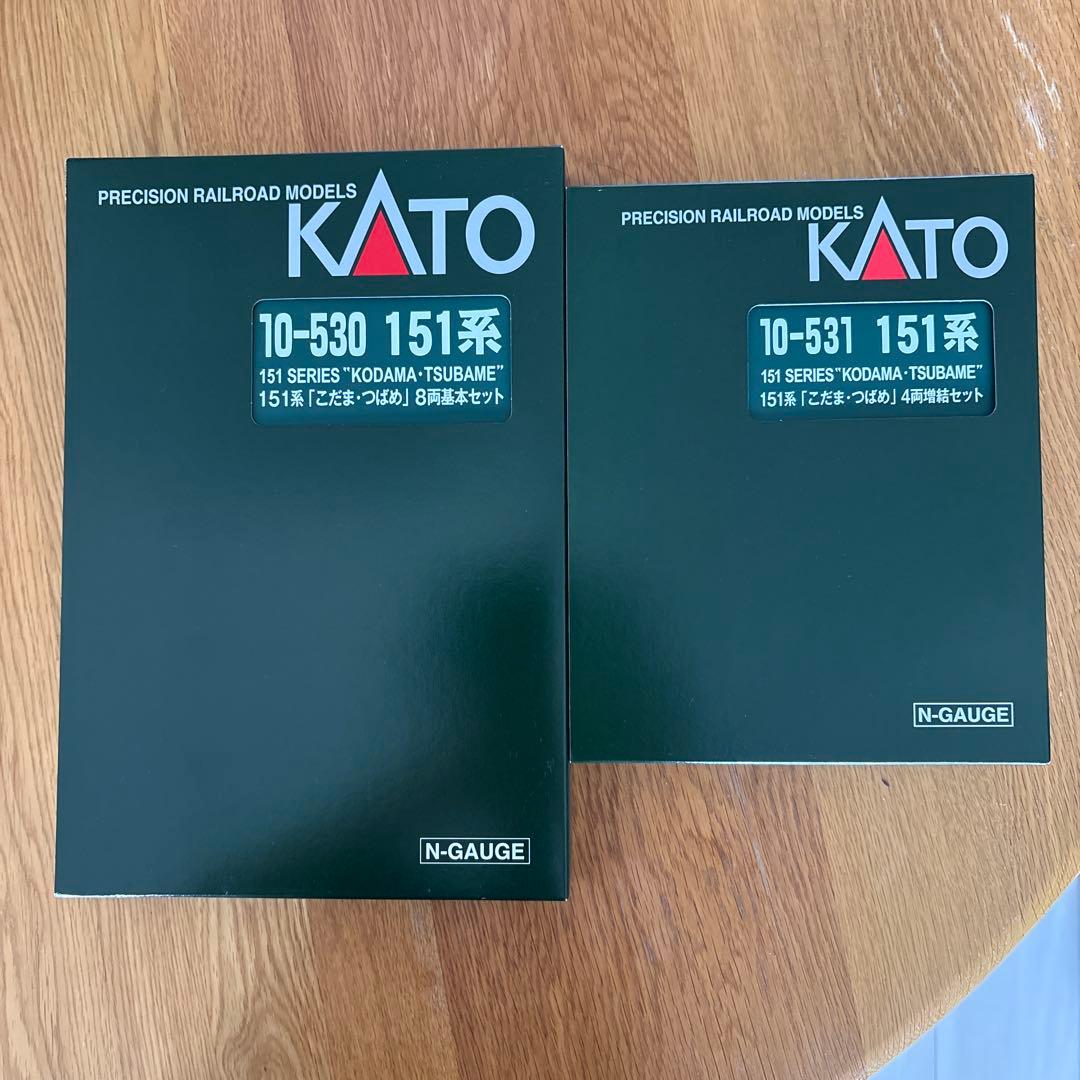 PRECISION RAILROAD MODELS
KATO
10-530 151系
151 SERIES "KODAMA・TSUBAME"
151系「こだま・つばめ」8両基本セット
N-GAUGE
PRECISION RAILROAD MODELS
KATO
10-531 151系
151 SERIES "KODAMA・TSUBAME"
151系「こだま・つばめ」4両増結セット
N-GAUGE